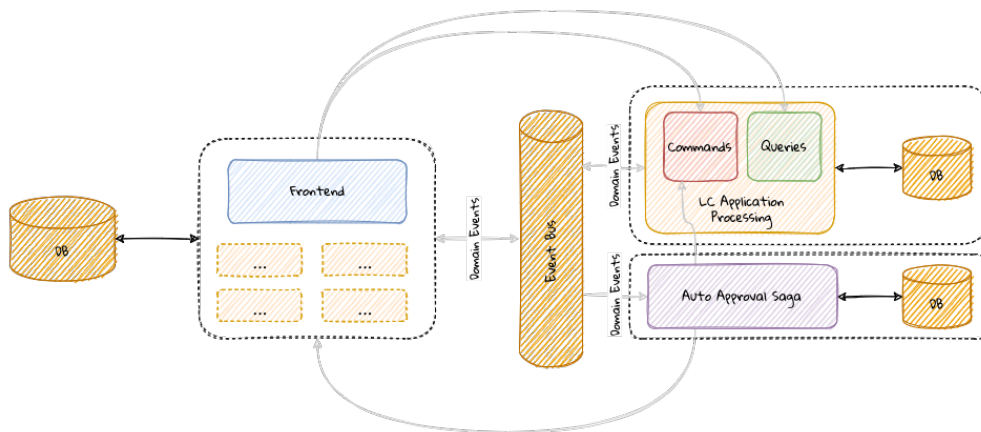 Commands
Queries
Domain Events
DB
LC Application
Processing
Frontend
DB
...
...
Domain Events
Event Bus
...
...
Domain Events
Auto Approval Saga
DB